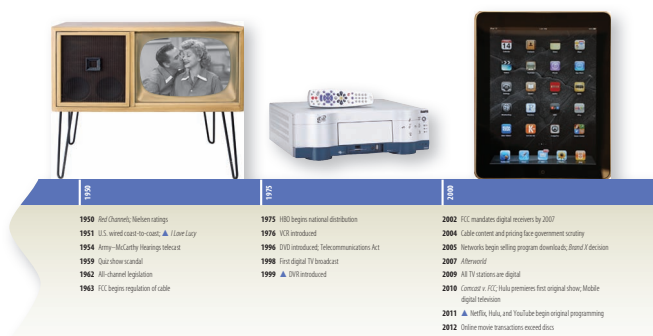 1950
1975
2000
1950 Red Channels; Nielsen ratings
1951 U.S. wired coast-to-coast; ▲ I Love Lucy
1954 Army–McCarthy Hearings telecast
1959 Quiz show scandal
1962 All-channel legislation
1963 FCC begins regulation of cable
1975 HBO begins national distribution
1976 VCR introduced
1996 DVD introduced; Telecommunications Act
1998 First digital TV broadcast
1999 ▲ DVR introduced
2002 FCC mandates digital receivers by 2007
2004 Cable content and pricing face government scrutiny
2005 Networks begin selling program downloads; Brand X decision
2007 Afterworld
2009 All TV stations are digital
2010 Comcast v. FCC; Hulu premieres first original show; Mobile
digital television
2011 ▲ Netflix, Hulu, and YouTube begin original programming
2012 Online movie transactions exceed discs